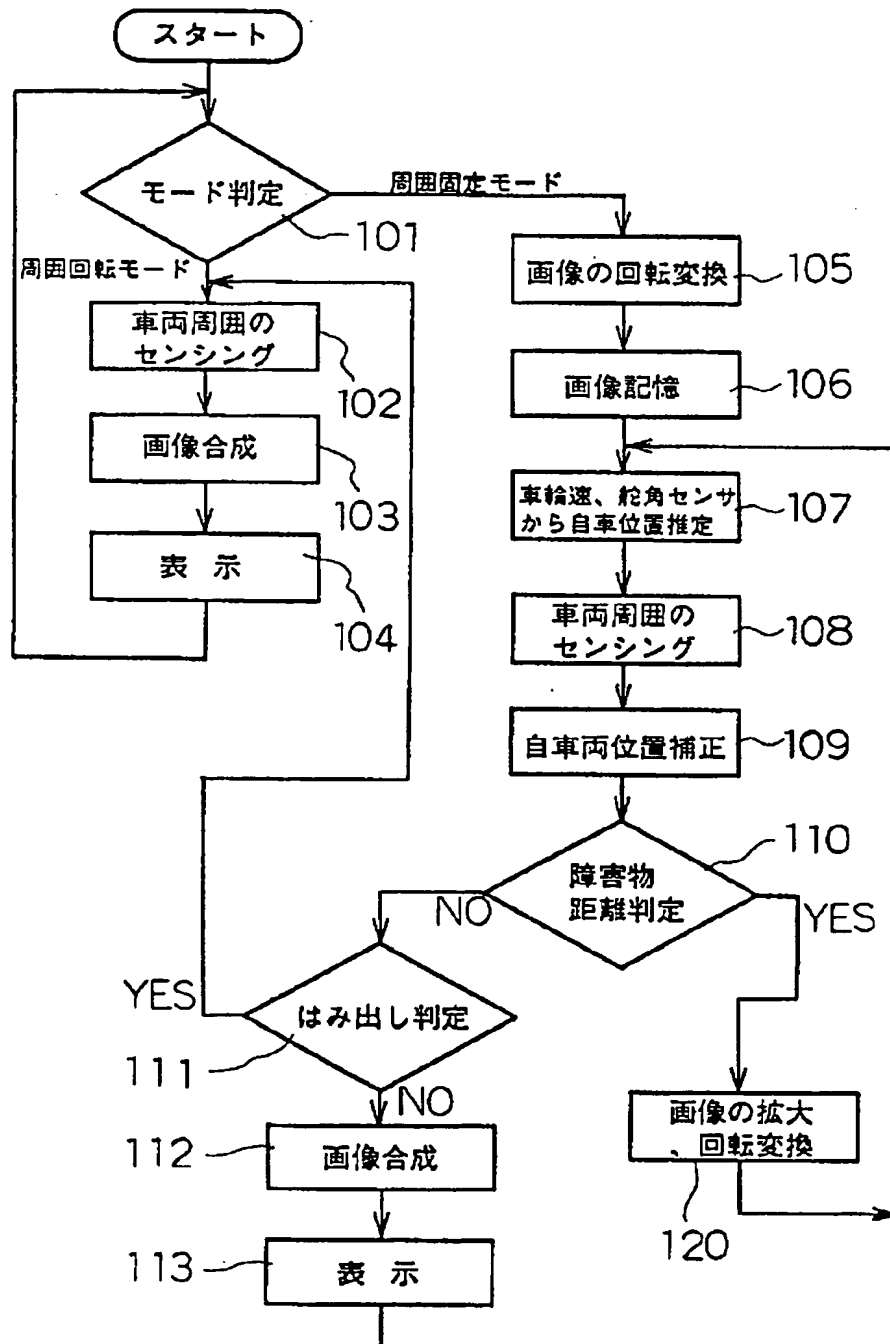 スタート
モード判定
101
周囲固定モード
周囲回転モード
車両周囲の
センシング
102
画像合成
103
表 示
104
画像の回転変換
105
画像記憶
106
車輪速、舵角センサ
から自車位置推定
107
車両周囲の
センシング
108
自車両位置補正
109
障害物
距離判定
110
NO
YES
はみ出し判定
111
YES
NO
画像合成
112
表 示
113
画像の拡大
、回転変換
120